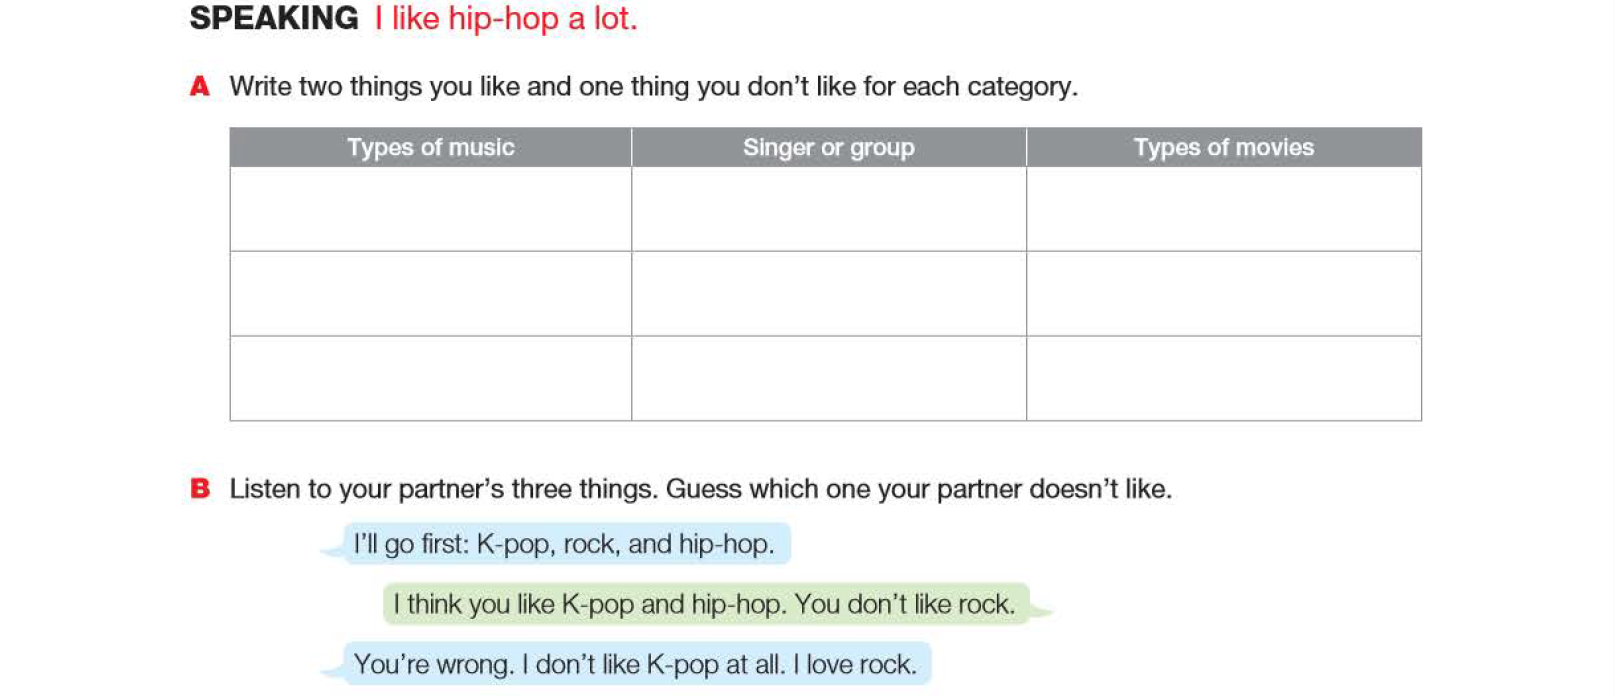 SPEAKING I like hip-hop a lot.
A Write two things you like and one thing you don't like for each category.
Types of music Singer or group Types of movies
B Listen to your partner's three things. Guess which one your partner doesn't like.
I'll go first: K-pop, rock, and hip-hop.
I think you like K-pop and hip-hop. You don't like rock.
You're wrong. I don't like K-pop at all. I love rock.